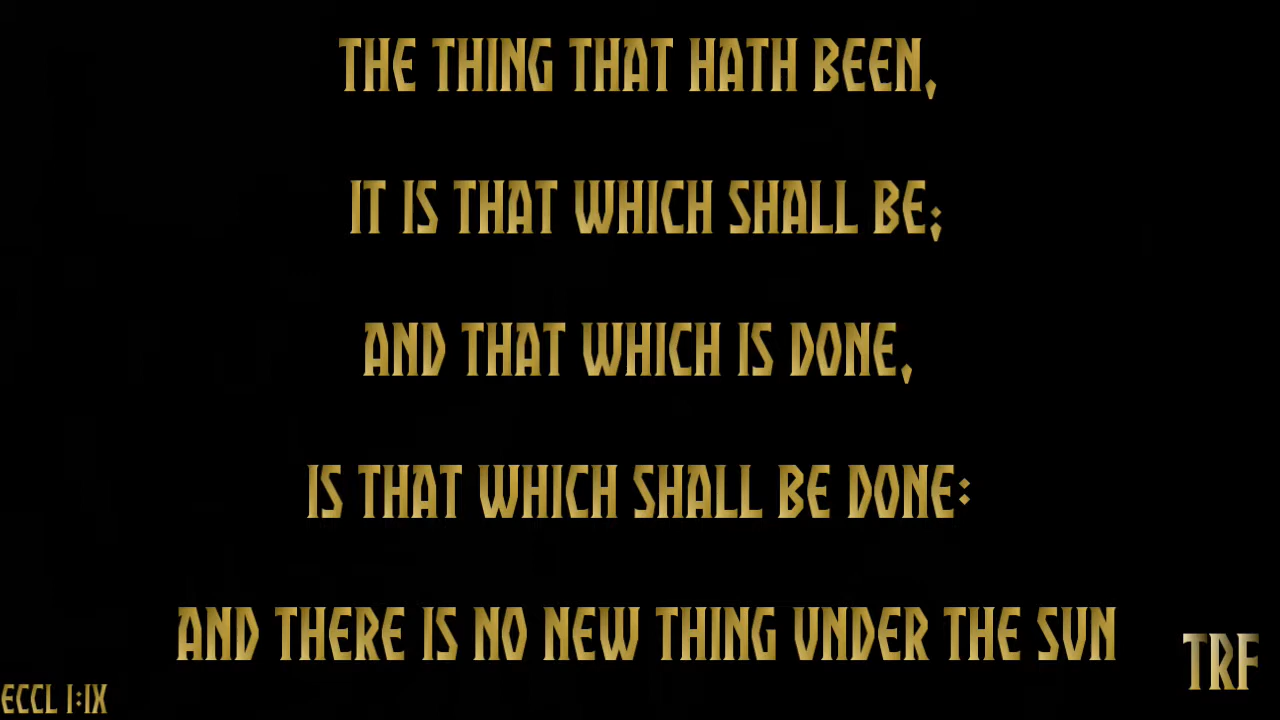 THE THING THAT HATH BEEN,
IT IS THAT WHICH SHALL BE;
AND THAT WHICH IS DONE,
IS THAT WHICH SHALL BE DONE:
AND THERE IS NO NEW THING UNDER THE SUN
TRF
ECCL I:IX